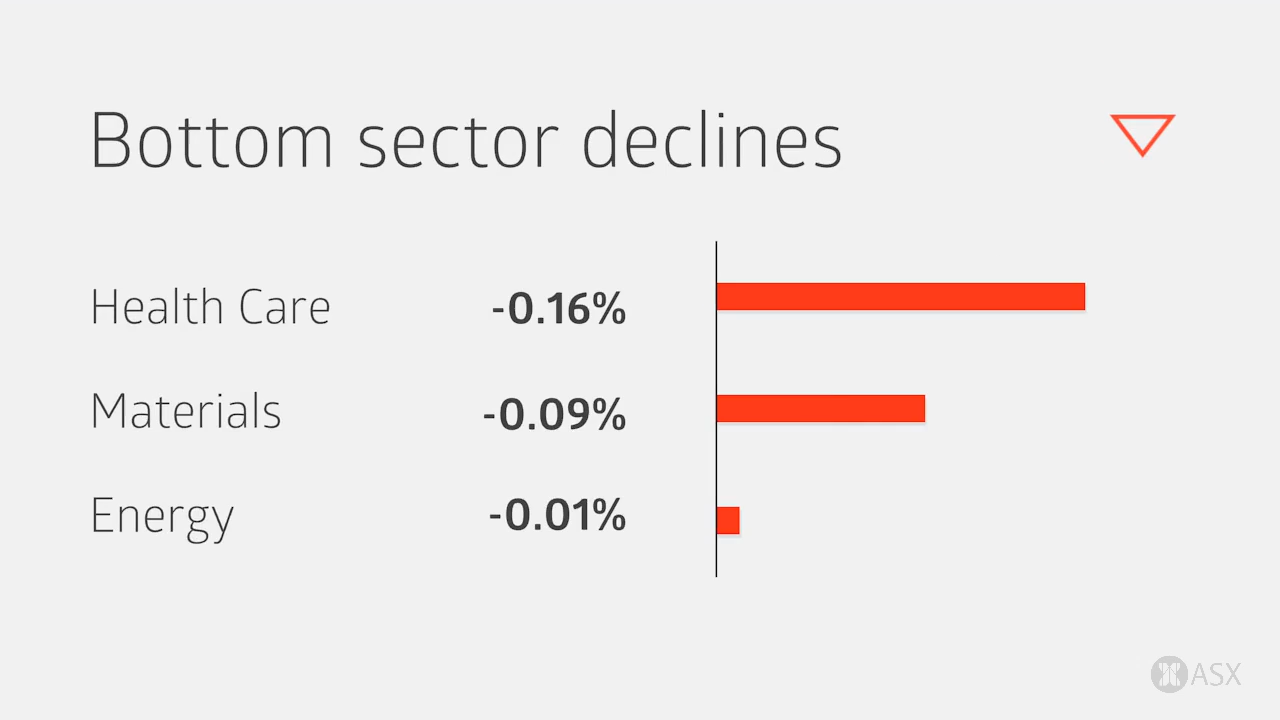 Bottom sector declines
Health Care -0.16%
Materials -0.09%
Energy -0.01%
ASX